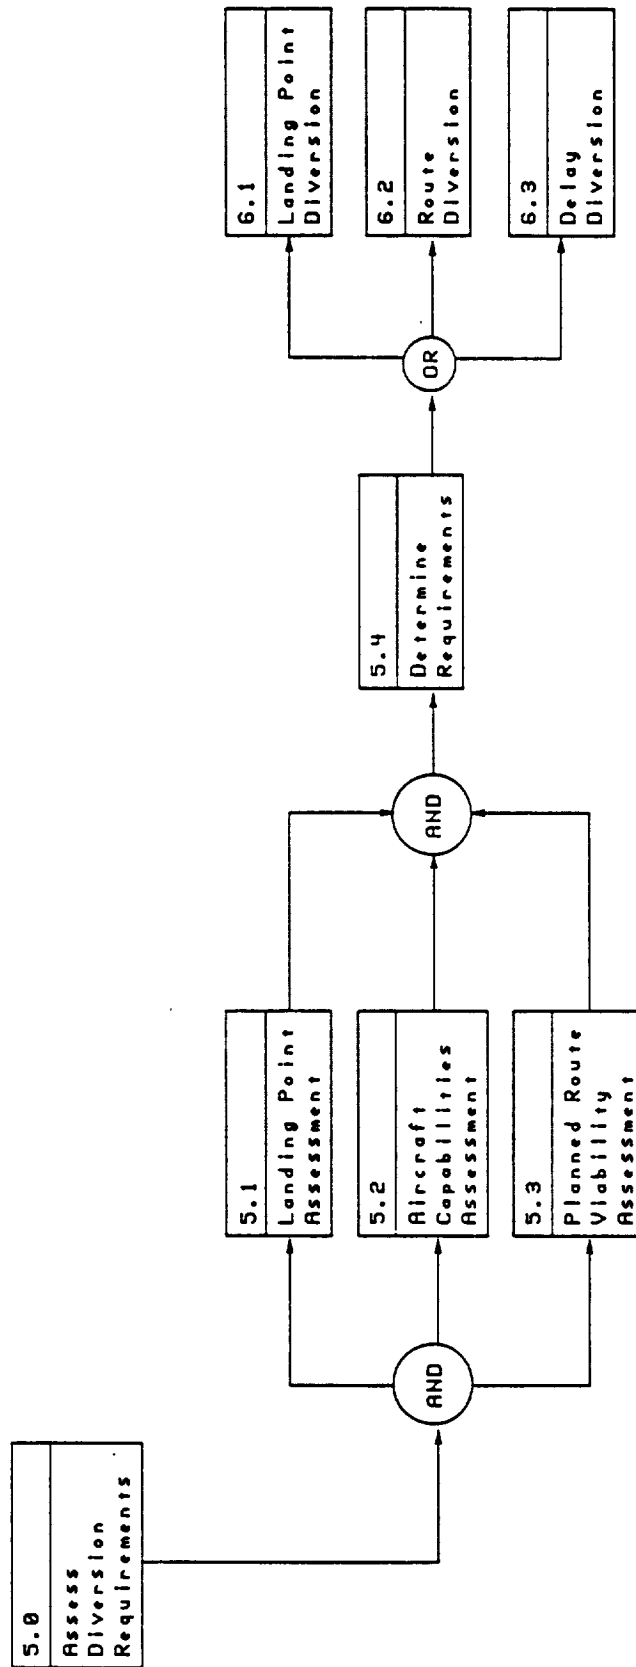 5.0
Assess
Diversion
Requirements
AND
5.1
Landing Point
Assessment
5.2
Aircraft
Capabilities
Assessment
5.3
Planned Route
Viability
Assessment
AND
5.4
Determine
Requirements
OR
6.1
Landing Point
Diversion
6.2
Route
Diversion
6.3
Delay
Diversion